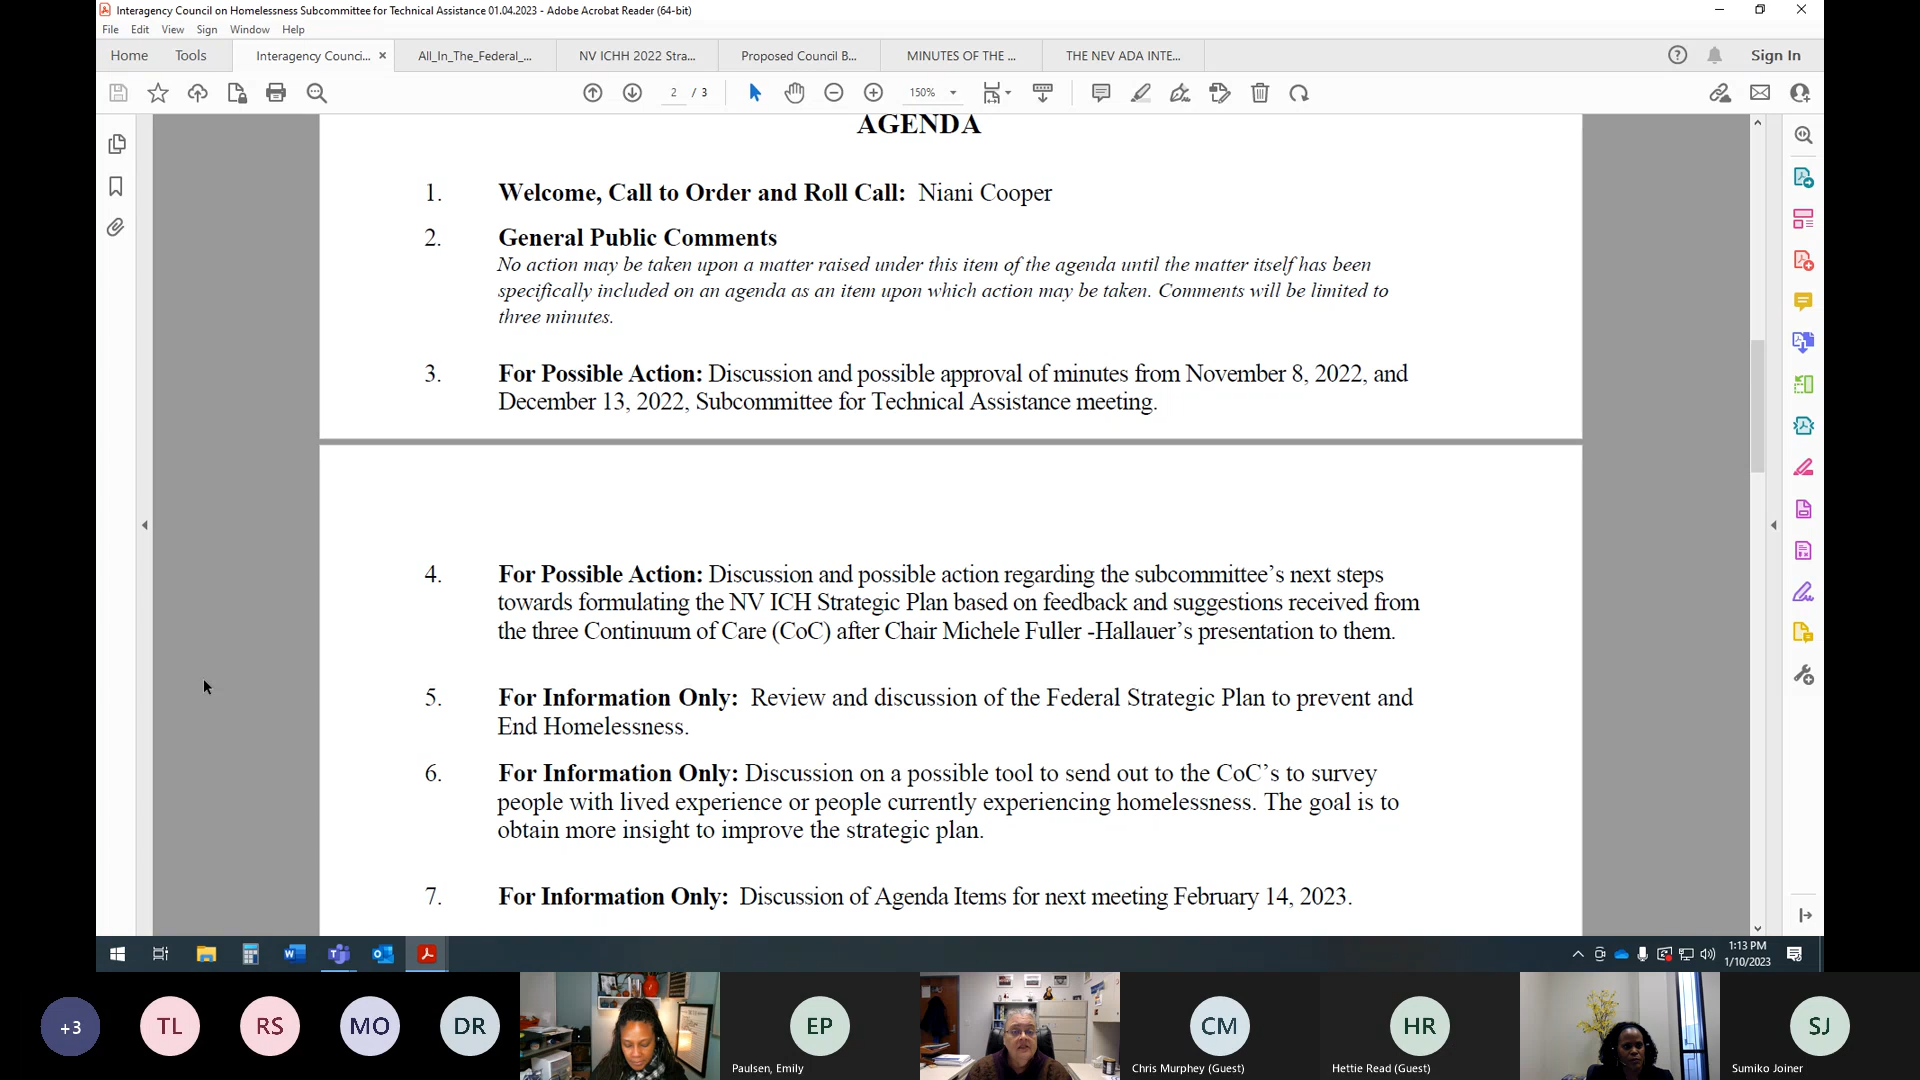 Interagency Council on Homelessness Subcommittee for Technical Assistance 01.04.2023 - Adobe Acrobat Reader (64-bit)
File Edit View Sign Window Help
Home Tools Interagency Counci... × All_In_The_Federal_... NV ICHH 2022 Stra... Proposed Council B... MINUTES OF THE ... THE NEV ADA INTE... Sign In
2 / 3 150%
AGENDA
1. Welcome, Call to Order and Roll Call: Niani Cooper
2. General Public Comments
No action may be taken upon a matter raised under this item of the agenda until the matter itself has been
specifically included on an agenda as an item upon which action may be taken. Comments will be limited to
three minutes.
3. For Possible Action: Discussion and possible approval of minutes from November 8, 2022, and
December 13, 2022, Subcommittee for Technical Assistance meeting.
4. For Possible Action: Discussion and possible action regarding the subcommittee's next steps
towards formulating the NV ICH Strategic Plan based on feedback and suggestions received from
the three Continuum of Care (CoC) after Chair Michele Fuller -Hallauer's presentation to them.
5. For Information Only: Review and discussion of the Federal Strategic Plan to prevent and
End Homelessness.
6. For Information Only: Discussion on a possible tool to send out to the CoC's to survey
people with lived experience or people currently experiencing homelessness. The goal is to
obtain more insight to improve the strategic plan.
7. For Information Only: Discussion of Agenda Items for next meeting February 14, 2023.
1:13 PM
1/10/2023
+3 TL RS MO DR EP CM HR SJ
Paulsen, Emily Chris Murphey (Guest) Hettie Read (Guest) Sumiko Joiner